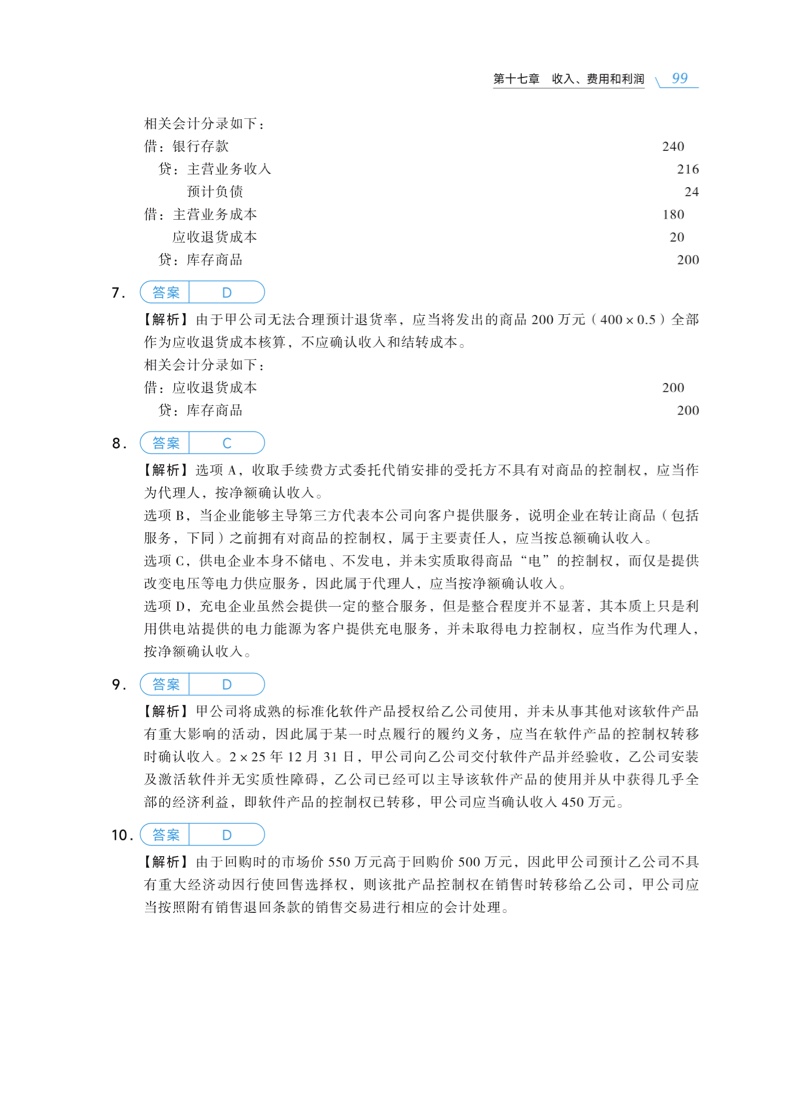 第十七章 收入、费用和利润 99
相关会计分录如下：
借：银行存款 240
贷：主营业务收入 216
预计负债 24
借：主营业务成本 180
应收退货成本 20
贷：库存商品 200
7. 答案 D
【解析】由于甲公司无法合理预计退货率，应当将发出的商品 200 万元（400 × 0.5）全部
作为应收退货成本核算，不应确认收入和结转成本。
相关会计分录如下：
借：应收退货成本 200
贷：库存商品 200
8. 答案 C
【解析】选项 A，收取手续费方式委托代销安排的受托方不具有对商品的控制权，应当作
为代理人，按净额确认收入。
选项 B，当企业能够主导第三方代表本公司向客户提供服务，说明企业在转让商品（包括
服务，下同）之前拥有对商品的控制权，属于主要责任人，应当按总额确认收入。
选项 C，供电企业本身不储电、不发电，并未实质取得商品“电”的控制权，而仅是提供
改变电压等电力供应服务，因此属于代理人，应当按净额确认收入。
选项 D，充电企业虽然会提供一定的整合服务，但是整合程度并不显著，其本质上只是利
用供电站提供的电力能源为客户提供充电服务，并未取得电力控制权，应当作为代理人，
按净额确认收入。
9. 答案 D
【解析】甲公司将成熟的标准化软件产品授权给乙公司使用，并未从事其他对该软件产品
有重大影响的活动，因此属于某一时点履行的履约义务，应当在软件产品的控制权转移
时确认收入。2 × 25 年 12 月 31 日，甲公司向乙公司交付软件产品并经验收，乙公司安装
及激活软件并无实质性障碍，乙公司已经可以主导该软件产品的使用并从中获得几乎全
部的经济利益，即软件产品的控制权已转移，甲公司应当确认收入 450 万元。
10. 答案 D
【解析】由于回购时的市场价 550 万元高于回购价 500 万元，因此甲公司预计乙公司不具
有重大经济动因行使回售选择权，则该批产品控制权在销售时转移给乙公司，甲公司应
当按照附有销售退回条款的销售交易进行相应的会计处理。